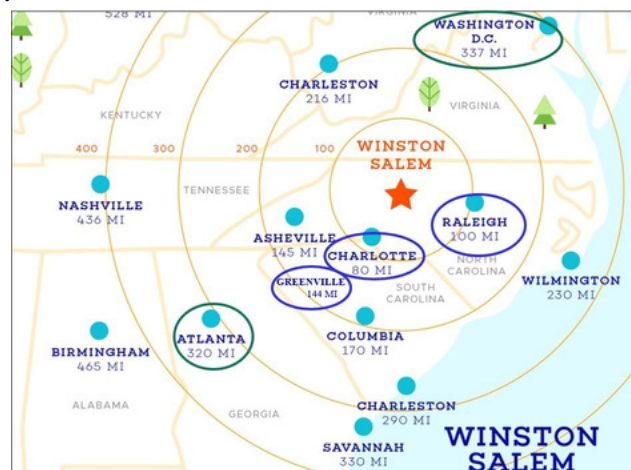 528 MI
VIRGINIA
WASHINGTON
D.C.
337 MI
CHARLESTON
216 MI
KENTUCKY
VIRGINIA
400
300
200
100
WINSTON
SALEM
NASHVILLE
436 MI
TENNESSEE
ASHEVILLE
145 MI
CHARLOTTE
80 MI
RALEIGH
100 MI
NORTH
CAROLINA
GREENVILLE
144 MI
SOUTH
CAROLINA
WILMINGTON
230 MI
ATLANTA
320 MI
COLUMBIA
170 MI
BIRMINGHAM
465 MI
ALABAMA
GEORGIA
CHARLESTON
290 MI
SAVANNAH
330 MI
WINSTON
SALEM